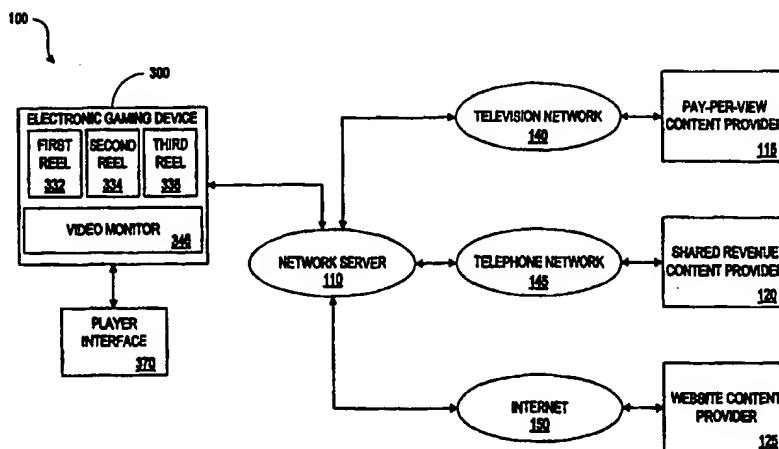 100
300
ELECTRONIC GAMING DEVICE
FIRST REEL 332
SECOND REEL 334
THIRD REEL 336
VIDEO MONITOR 346
PLAYER INTERFACE 370
NETWORK SERVER 110
TELEVISION NETWORK 140
TELEPHONE NETWORK 145
INTERNET 150
PAY-PER-VIEW CONTENT PROVIDER 115
SHARED REVENUE CONTENT PROVIDER 120
WEBSITE CONTENT PROVIDER 125